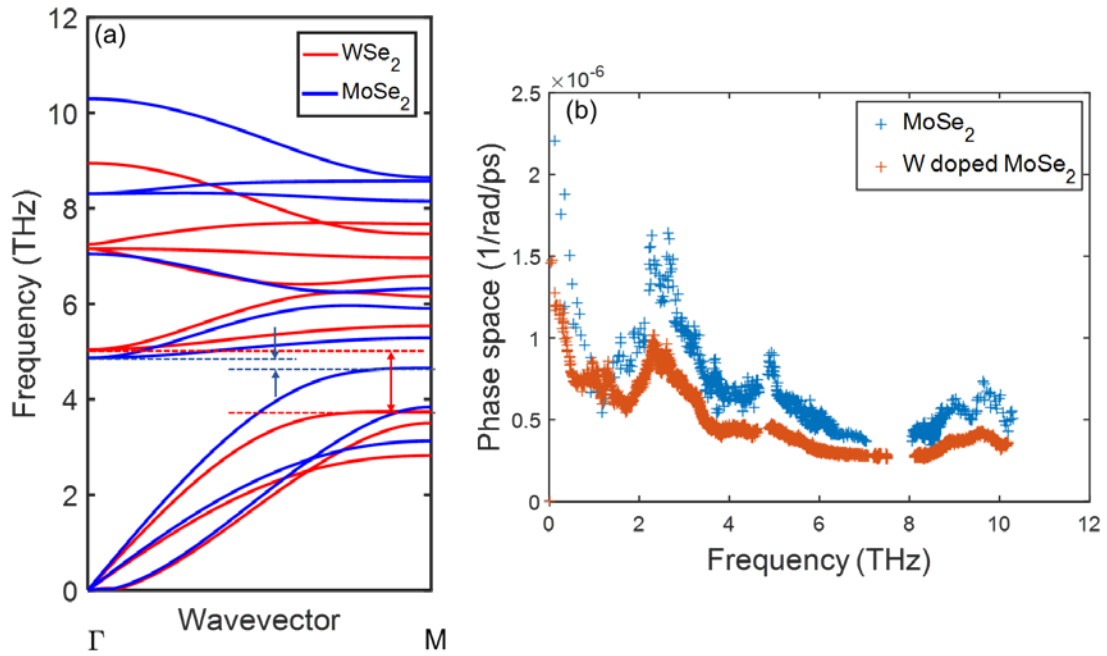 (a)
WSe₂
MoSe₂
12
10
8
6
4
2
0
Frequency (THz)
Wavevector
Γ
M
×10⁻⁶
(b)
MoSe₂
W doped MoSe₂
2.5
2
1.5
1
0.5
0
Phase space (1/rad/ps)
0
2
4
6
8
10
12
Frequency (THz)